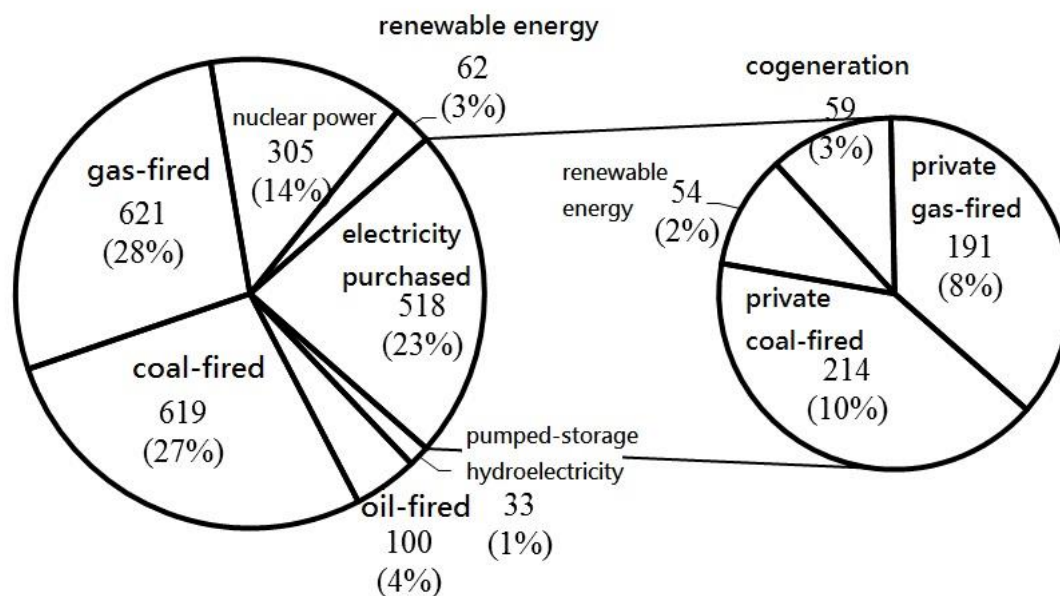 renewable energy
62
(3%)
nuclear power
305
(14%)
gas-fired
621
(28%)
electricity
purchased
518
(23%)
coal-fired
619
(27%)
pumped-storage
hydroelectricity
33
(1%)
oil-fired
100
(4%)
cogeneration
59
(3%)
renewable
energy
54
(2%)
private
gas-fired
191
(8%)
private
coal-fired
214
(10%)